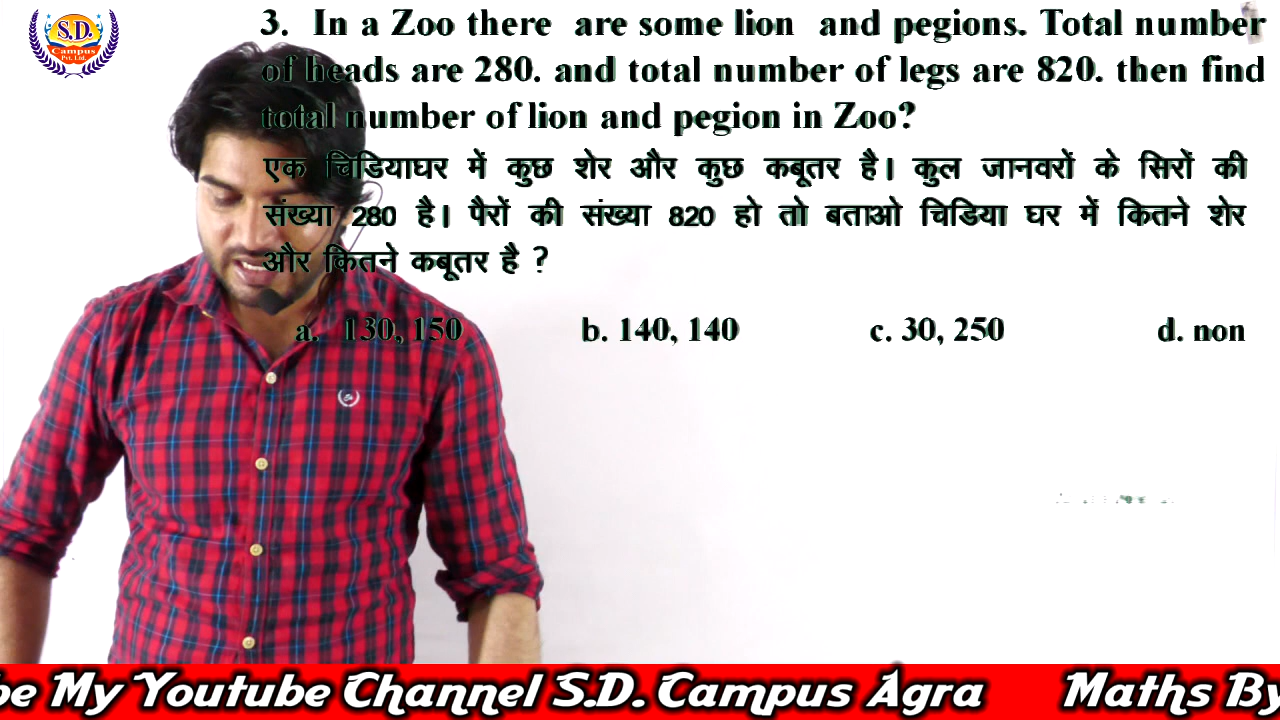 S.D.
Campus
Pvt. Ltd.
3. In a Zoo there are some lion and pegions. Total number
of heads are 280. and total number of legs are 820. then find
total number of lion and pegion in Zoo?
एक चिडियाघर में कुछ शेर और कुछ कबूतर है। कुल जानवरों के सिरों की
संख्या 280 है। पैरों की संख्या 820 हो तो बताओ चिडिया घर में कितने शेर
और कितने कबूतर है ?
a. 130, 150 b. 140, 140 c. 30, 250 d. non
be My Youtube Channel S.D. Campus Agra Maths By